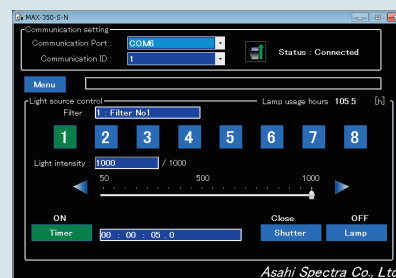 MAX-350-S-N
Communication setting
Communication Port : COM6
Communication ID : 1
Status : Connected
Menu
Light source control
Lamp usage hours 105.5 [h]
Filter : 1 : Filter No1
1 2 3 4 5 6 7 8
Light intensity : 1000 / 1000
50 500 1000
ON Close OFF
Timer 00 : 00 : 05 . 0 Shutter Lamp
Asahi Spectra Co., Ltd